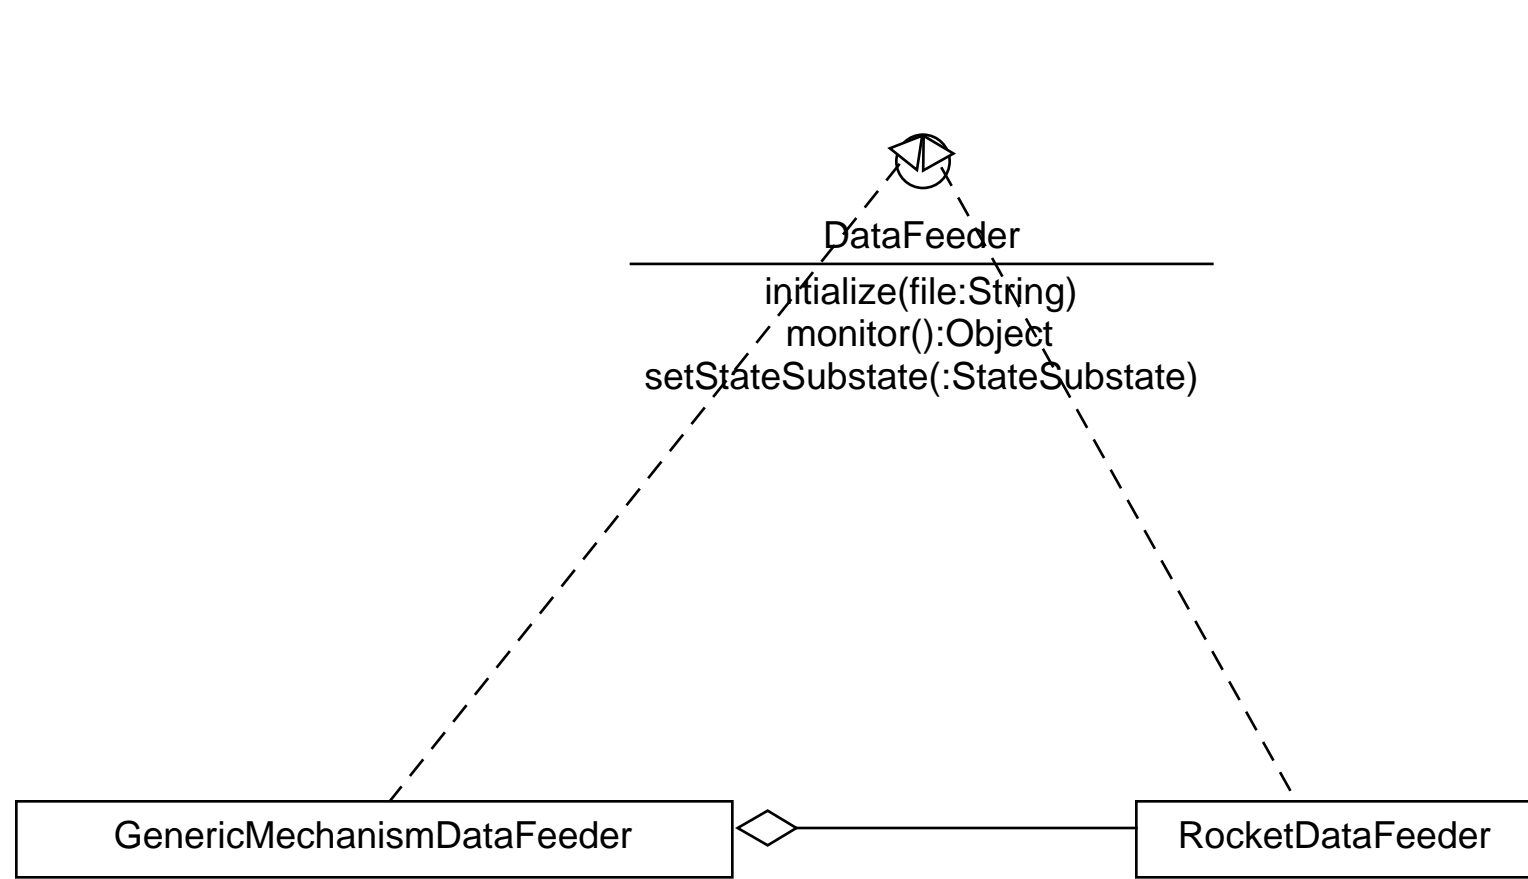 DataFeeder
initialize(file:String)
monitor():Object
setStateSubstate(:StateSubstate)
GenericMechanismDataFeeder
RocketDataFeeder